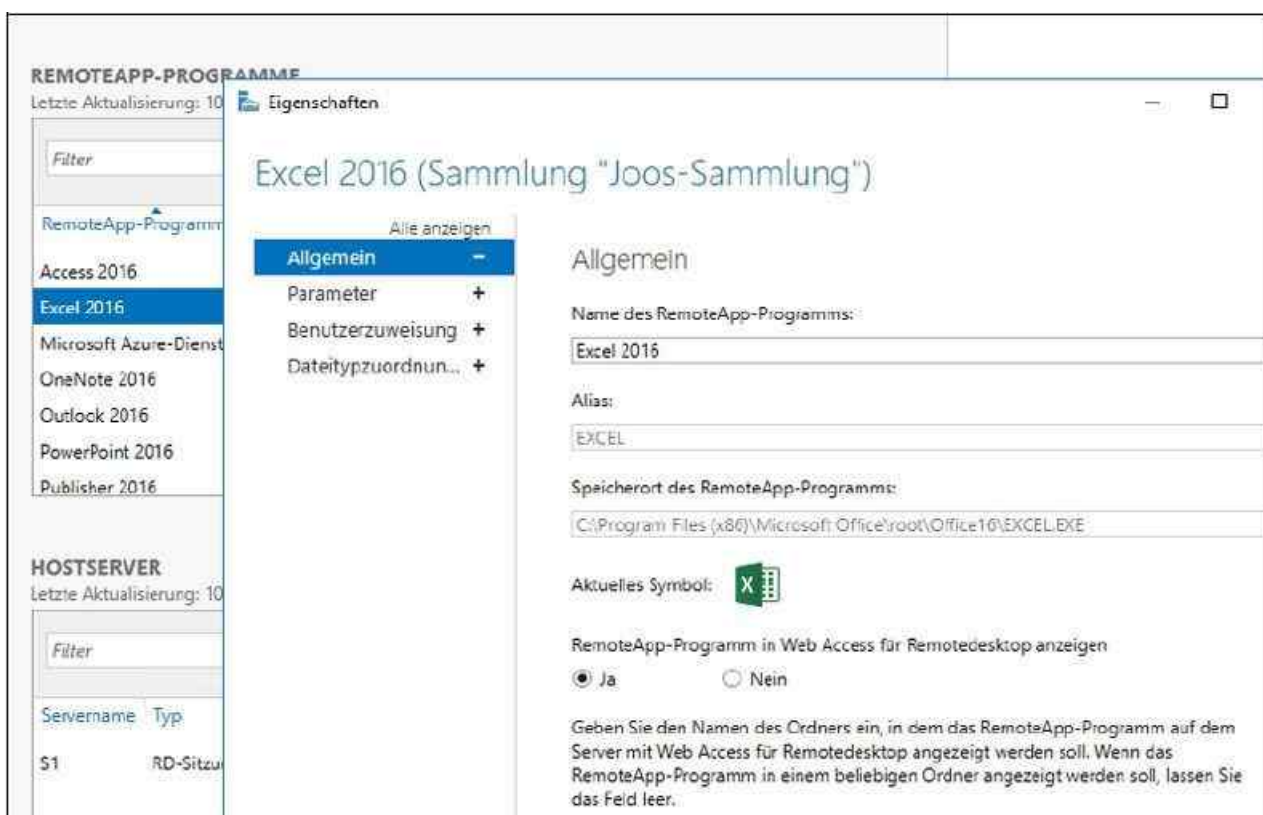 REMOTEAPP-PROGRAMME
Letzte Aktualisierung: 10
Filter
RemoteApp-Programm
Access 2016
Excel 2016
Microsoft Azure-Dienst
OneNote 2016
Outlook 2016
PowerPoint 2016
Publisher 2016
HOSTSERVER
Letzte Aktualisierung: 10
Filter
Servername Typ
S1 RD-Sitzu
Eigenschaften
Excel 2016 (Sammlung "Joos-Sammlung")
Alle anzeigen
Allgemein –
Parameter +
Benutzerzuweisung +
Dateitypzuordnun... +
Allgemein
Name des RemoteApp-Programms:
Excel 2016
Alias:
EXCEL
Speicherort des RemoteApp-Programms:
C:\Program Files (x86)\Microsoft Office\root\Office16\EXCEL.EXE
Aktuelles Symbol:
RemoteApp-Programm in Web Access für Remotedesktop anzeigen
Ja Nein
Geben Sie den Namen des Ordners ein, in dem das RemoteApp-Programm auf dem
Server mit Web Access für Remotedesktop angezeigt werden soll. Wenn das
RemoteApp-Programm in einem beliebigen Ordner angezeigt werden soll, lassen Sie
das Feld leer.